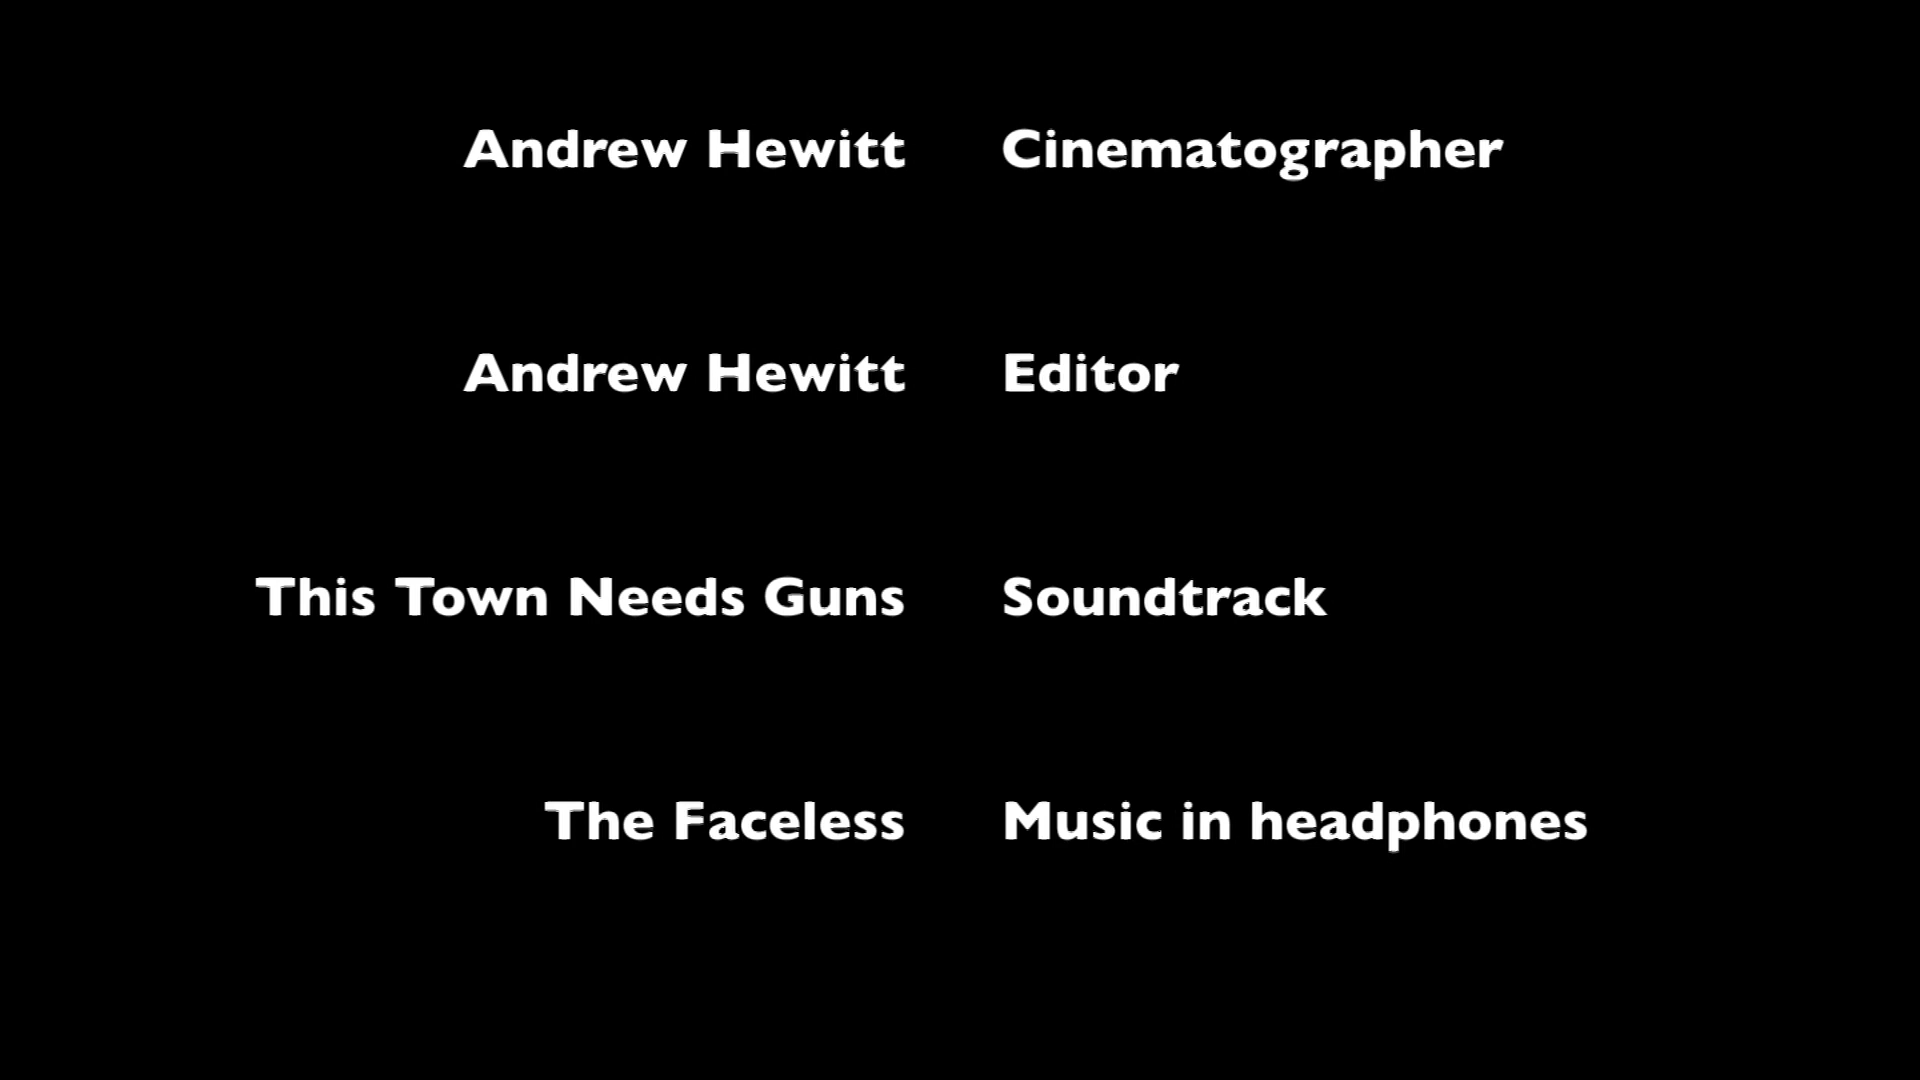 Andrew Hewitt Cinematographer
Andrew Hewitt Editor
This Town Needs Guns Soundtrack
The Faceless Music in headphones